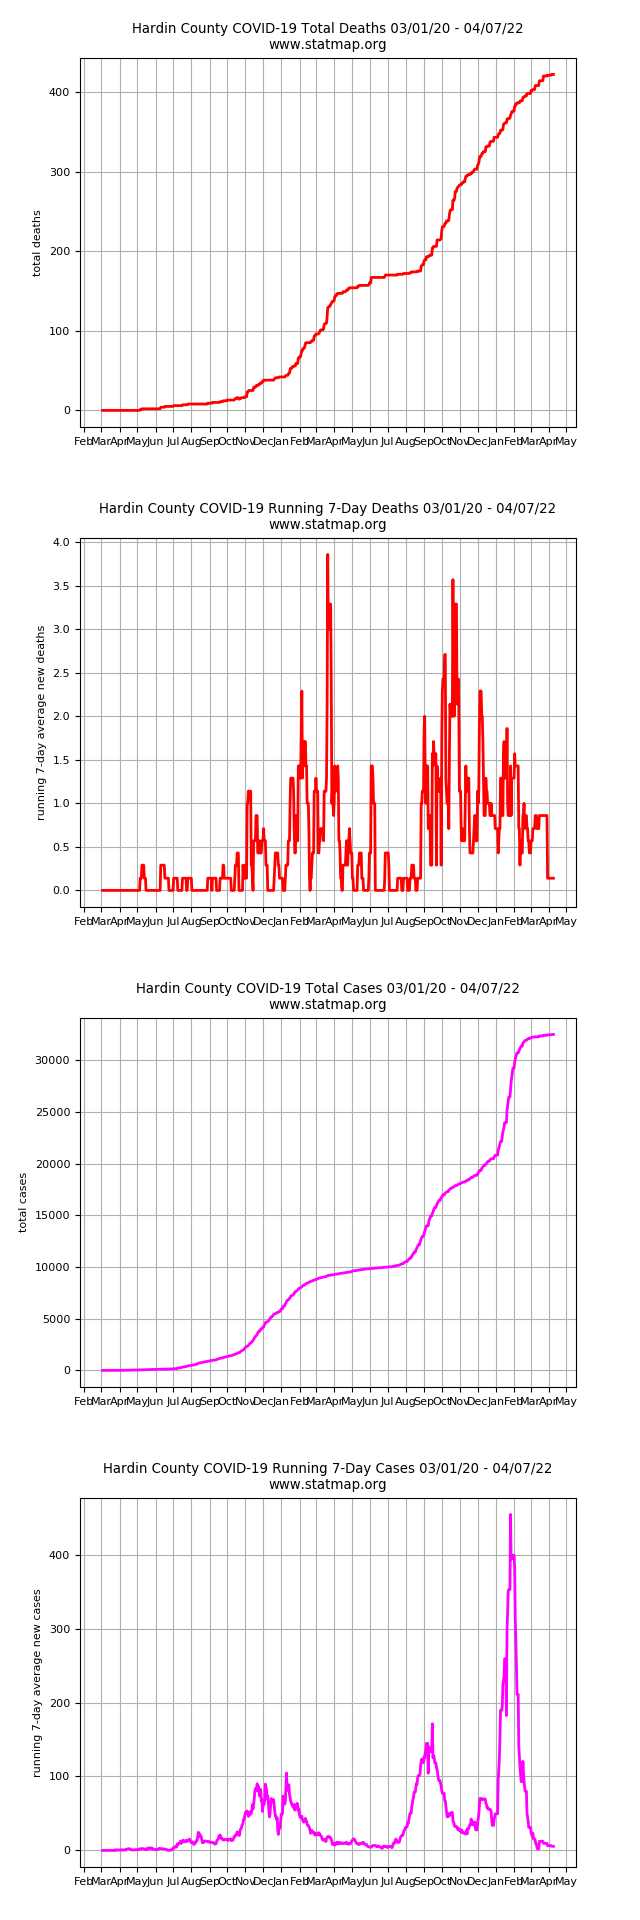 Hardin County COVID-19 Total Deaths 03/01/20 - 04/07/22
www.statmap.org
400
300
200
100
0
total deaths
Feb Mar Apr May Jun Jul Aug Sep Oct Nov Dec Jan Feb Mar Apr May Jun Jul Aug Sep Oct Nov Dec Jan Feb Mar Apr May
Hardin County COVID-19 Running 7-Day Deaths 03/01/20 - 04/07/22
www.statmap.org
4.0
3.5
3.0
2.5
2.0
1.5
1.0
0.5
0.0
running 7-day average new deaths
Feb Mar Apr May Jun Jul Aug Sep Oct Nov Dec Jan Feb Mar Apr May Jun Jul Aug Sep Oct Nov Dec Jan Feb Mar Apr May
Hardin County COVID-19 Total Cases 03/01/20 - 04/07/22
www.statmap.org
30000
25000
20000
15000
10000
5000
0
total cases
Feb Mar Apr May Jun Jul Aug Sep Oct Nov Dec Jan Feb Mar Apr May Jun Jul Aug Sep Oct Nov Dec Jan Feb Mar Apr May
Hardin County COVID-19 Running 7-Day Cases 03/01/20 - 04/07/22
www.statmap.org
400
300
200
100
0
running 7-day average new cases
Feb Mar Apr May Jun Jul Aug Sep Oct Nov Dec Jan Feb Mar Apr May Jun Jul Aug Sep Oct Nov Dec Jan Feb Mar Apr May